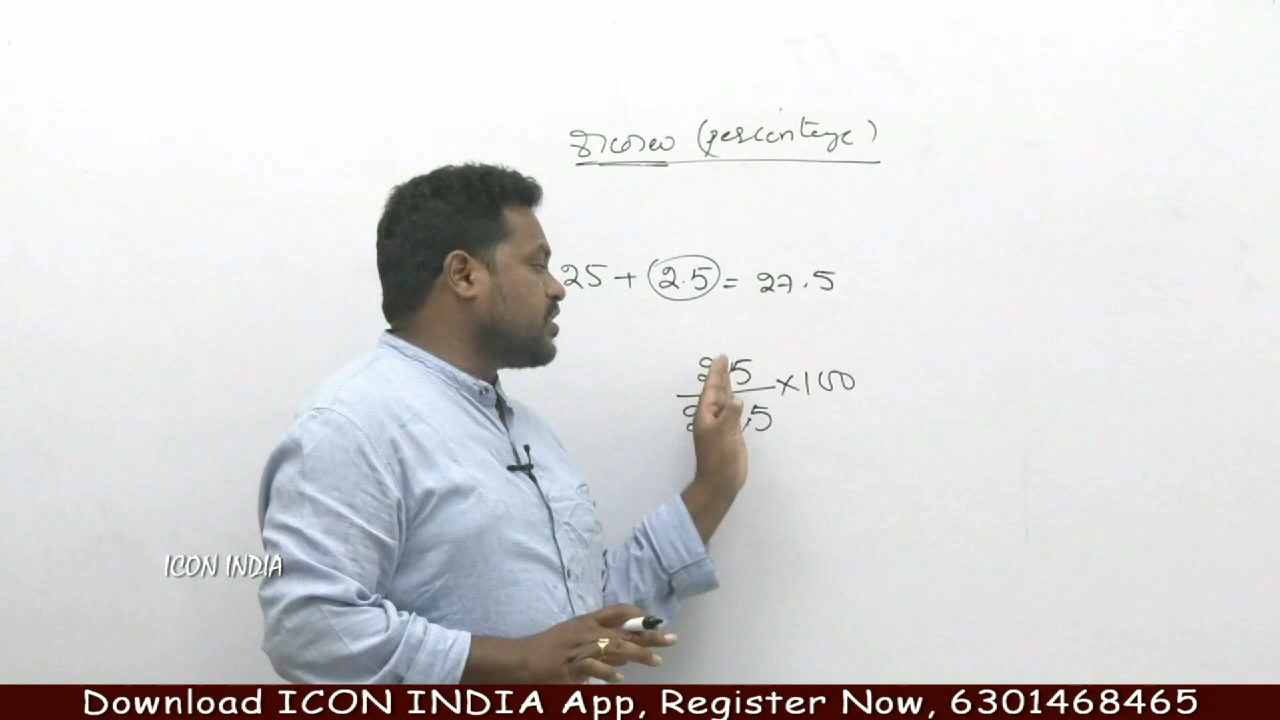 శాతాలు (percentage)
25 + 2.5 = 27.5
× 100
ICON INDIA
Download ICON INDIA App, Register Now, 6301468465